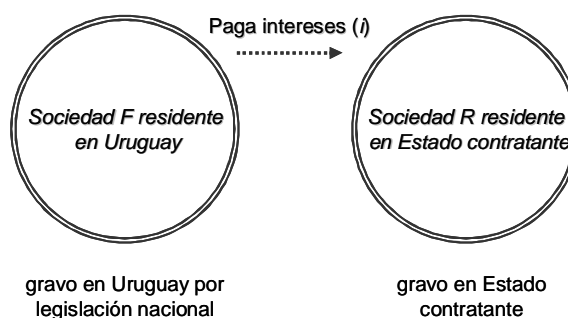 Paga intereses (i)
Sociedad F residente
en Uruguay
Sociedad R residente
en Estado contratante
gravo en Uruguay por
legislación nacional
gravo en Estado
contratante